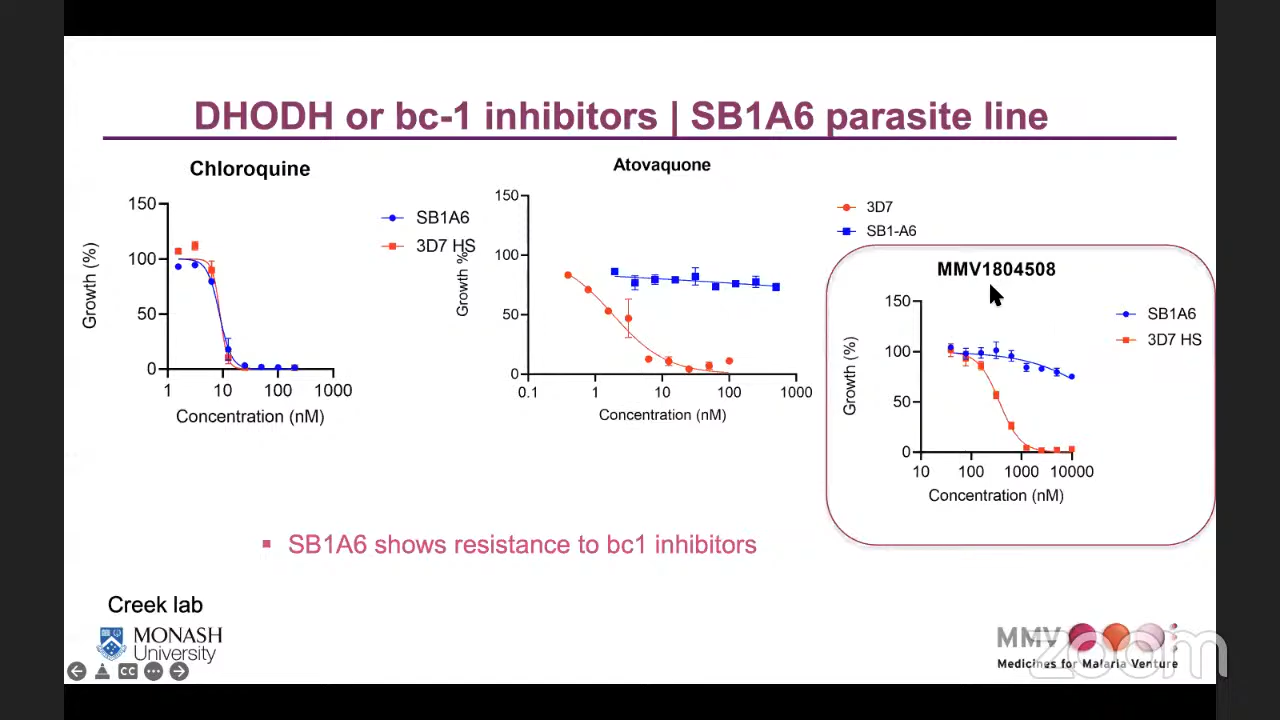 DHODH or bc-1 inhibitors | SB1A6 parasite line
Chloroquine
150
100
50
0
Growth (%)
1 10 100 1000
Concentration (nM)
SB1A6
3D7 HS
Atovaquone
150
100
50
0
Growth %
0.1 1 10 100 1000
Concentration (nM)
3D7
SB1-A6
MMV1804508
150
100
50
0
Growth (%)
10 100 1000 10000
Concentration (nM)
SB1A6
3D7 HS
SB1A6 shows resistance to bc1 inhibitors
Creek lab
MONASH
University
CC
MMV
Medicines for Malaria Venture
zoom